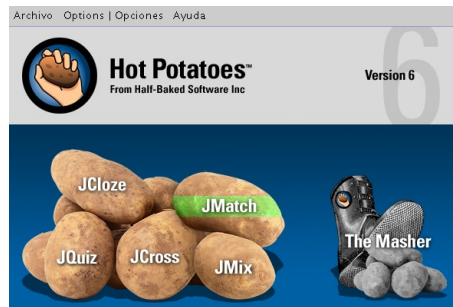 Archivo Options | Opciones Ayuda
Hot Potatoes™
From Half-Baked Software Inc
Version 6
6
JCloze
JMatch
JQuiz
JCross
JMix
The Masher